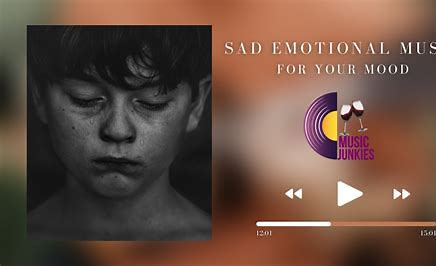 SAD EMOTIONAL MUS
FOR YOUR MOOD
MUSIC
JUNKIES
12:01
15:01